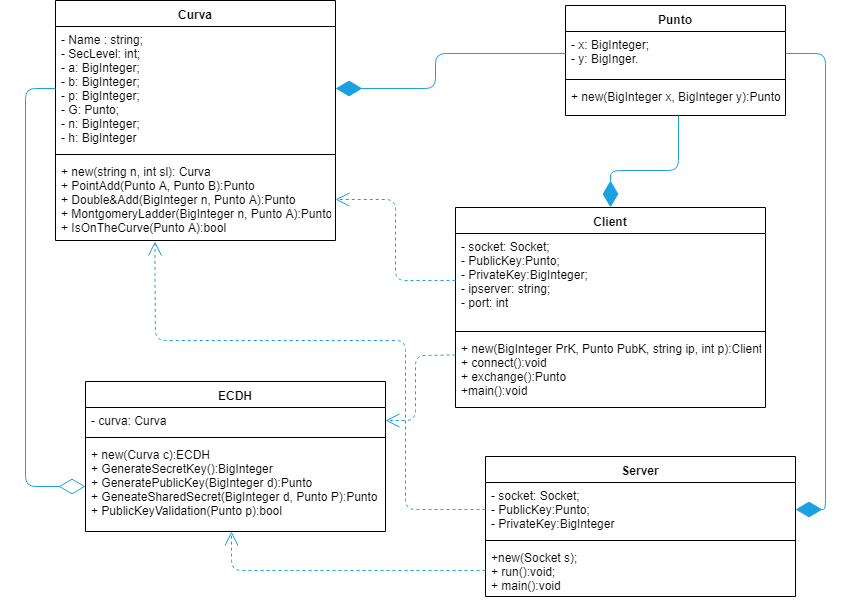 Curva
- Name : string;
- SecLevel: int;
- a: BigInteger;
- b: BigInteger;
- p: BigInteger;
- G: Punto;
- n: BigInteger;
- h: BigInteger
+ new(string n, int sl): Curva
+ PointAdd(Punto A, Punto B):Punto
+ Double&Add(BigInteger n, Punto A):Punto
+ MontgomeryLadder(BigInteger n, Punto A):Punto
+ IsOnTheCurve(Punto A):bool
Punto
- x: BigInteger;
- y: BigInger.
+ new(BigInteger x, BigInteger y):Punto
Client
- socket: Socket;
- PublicKey:Punto;
- PrivateKey:BigInteger;
- ipserver: string;
- port: int
+ new(BigInteger PrK, Punto PubK, string ip, int p):Client
+ connect():void
+ exchange():Punto
+main():void
ECDH
- curva: Curva
+ new(Curva c):ECDH
+ GenerateSecretKey():BigInteger
+ GeneratePublicKey(BigInteger d):Punto
+ GeneateSharedSecret(BigInteger d, Punto P):Punto
+ PublicKeyValidation(Punto p):bool
Server
- socket: Socket;
- PublicKey:Punto;
- PrivateKey:BigInteger
+new(Socket s);
+ run():void;
+ main():void